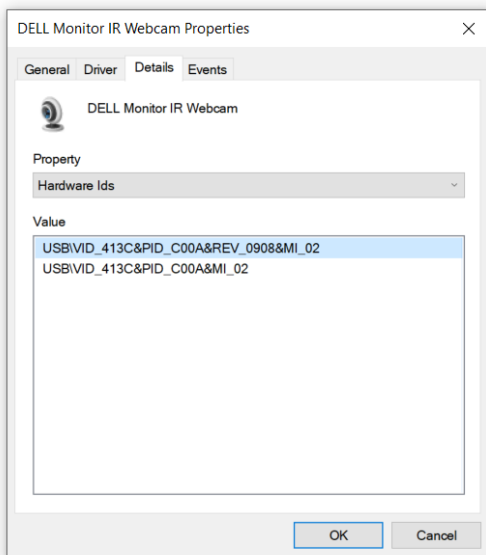 DELL Monitor IR Webcam Properties
General Driver Details Events
DELL Monitor IR Webcam
Property
Hardware Ids
Value
USB\VID_413C&PID_C00A&REV_0908&MI_02
USB\VID_413C&PID_C00A&MI_02
OK Cancel